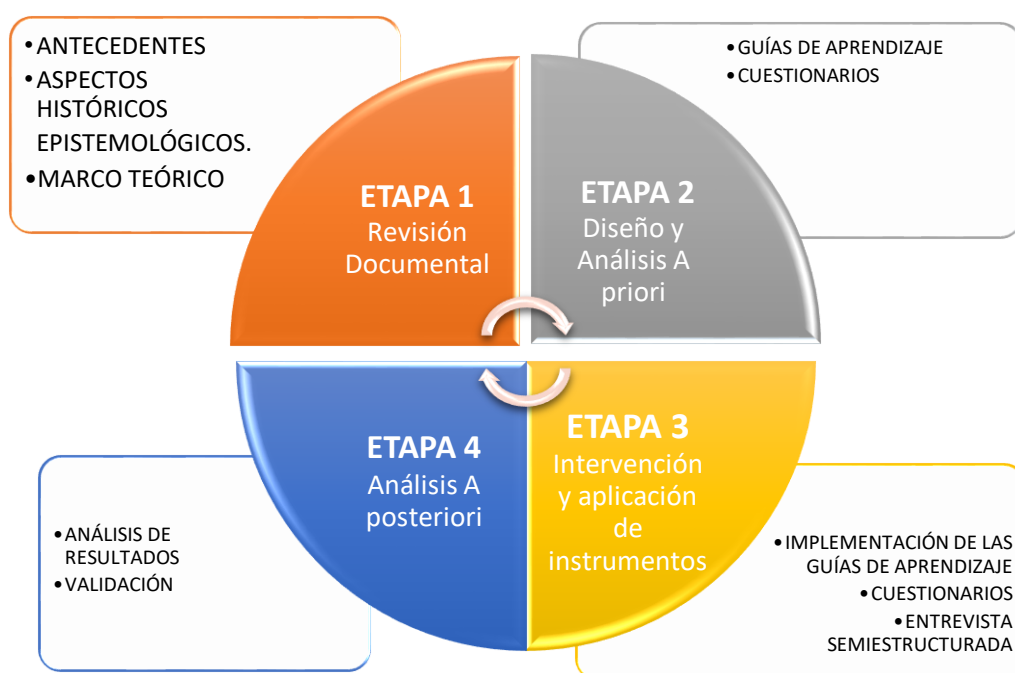 •ANTECEDENTES
•ASPECTOS
HISTÓRICOS
EPISTEMOLÓGICOS.
•MARCO TEÓRICO
ETAPA 1
Revisión
Documental
•GUÍAS DE APRENDIZAJE
•CUESTIONARIOS
ETAPA 2
Diseño y
Análisis A
priori
ETAPA 3
Intervención
y aplicación
de
instrumentos
•IMPLEMENTACIÓN DE LAS
GUÍAS DE APRENDIZAJE
•CUESTIONARIOS
•ENTREVISTA
SEMIESTRUCTURADA
ETAPA 4
Análisis A
posteriori
•ANÁLISIS DE
RESULTADOS
•VALIDACIÓN